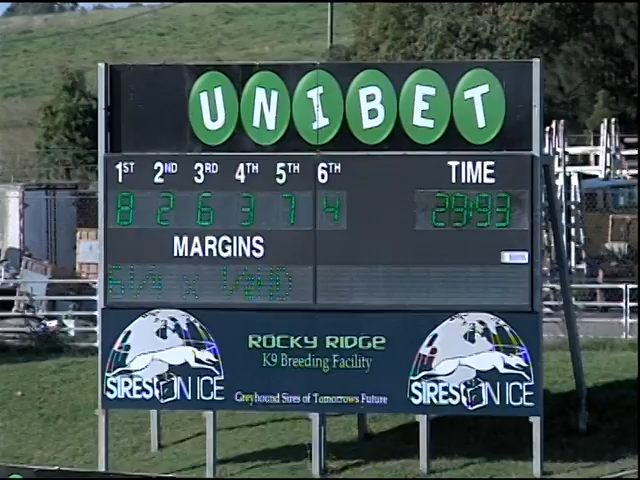 UNIBET
1ST 2ND 3RD 4TH 5TH 6TH TIME
8 2 6 3 7 4 29:93
MARGINS
ROCKY RIDGE
K9 Breeding Facility
SIRES ON ICE
Greyhound Sires of Tomorrows Future
SIRES ON ICE